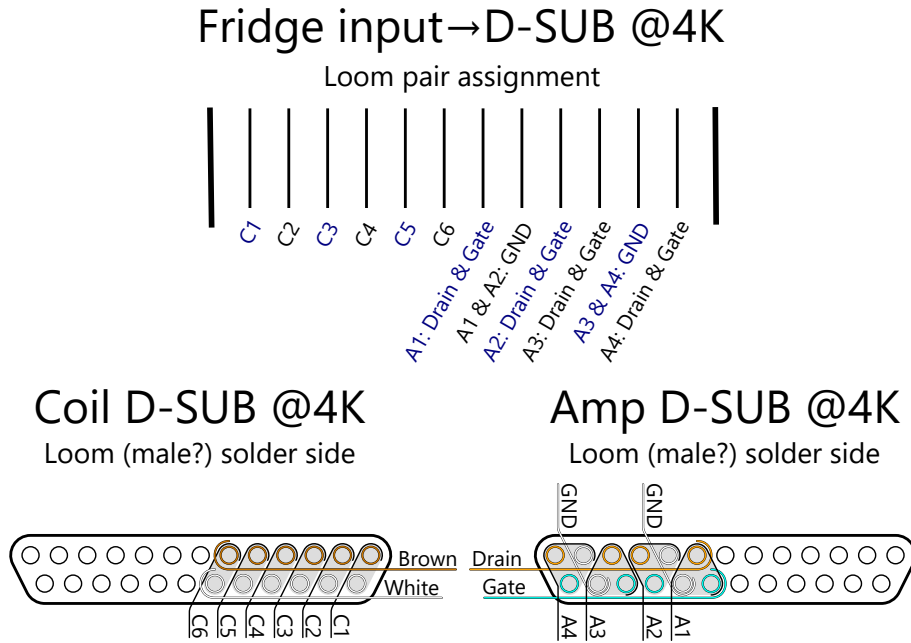 Fridge input→D-SUB @4K
Loom pair assignment
C1
C2
C3
C4
C5
C6
A1: Drain & Gate
A1 & A2: GND
A2: Drain & Gate
A3: Drain & Gate
A3 & A4: GND
A4: Drain & Gate
Coil D-SUB @4K
Loom (male?) solder side
Brown
White
C6
C5
C4
C3
C2
C1
Amp D-SUB @4K
Loom (male?) solder side
GND
GND
Drain
Gate
A4
A3
A2
A1